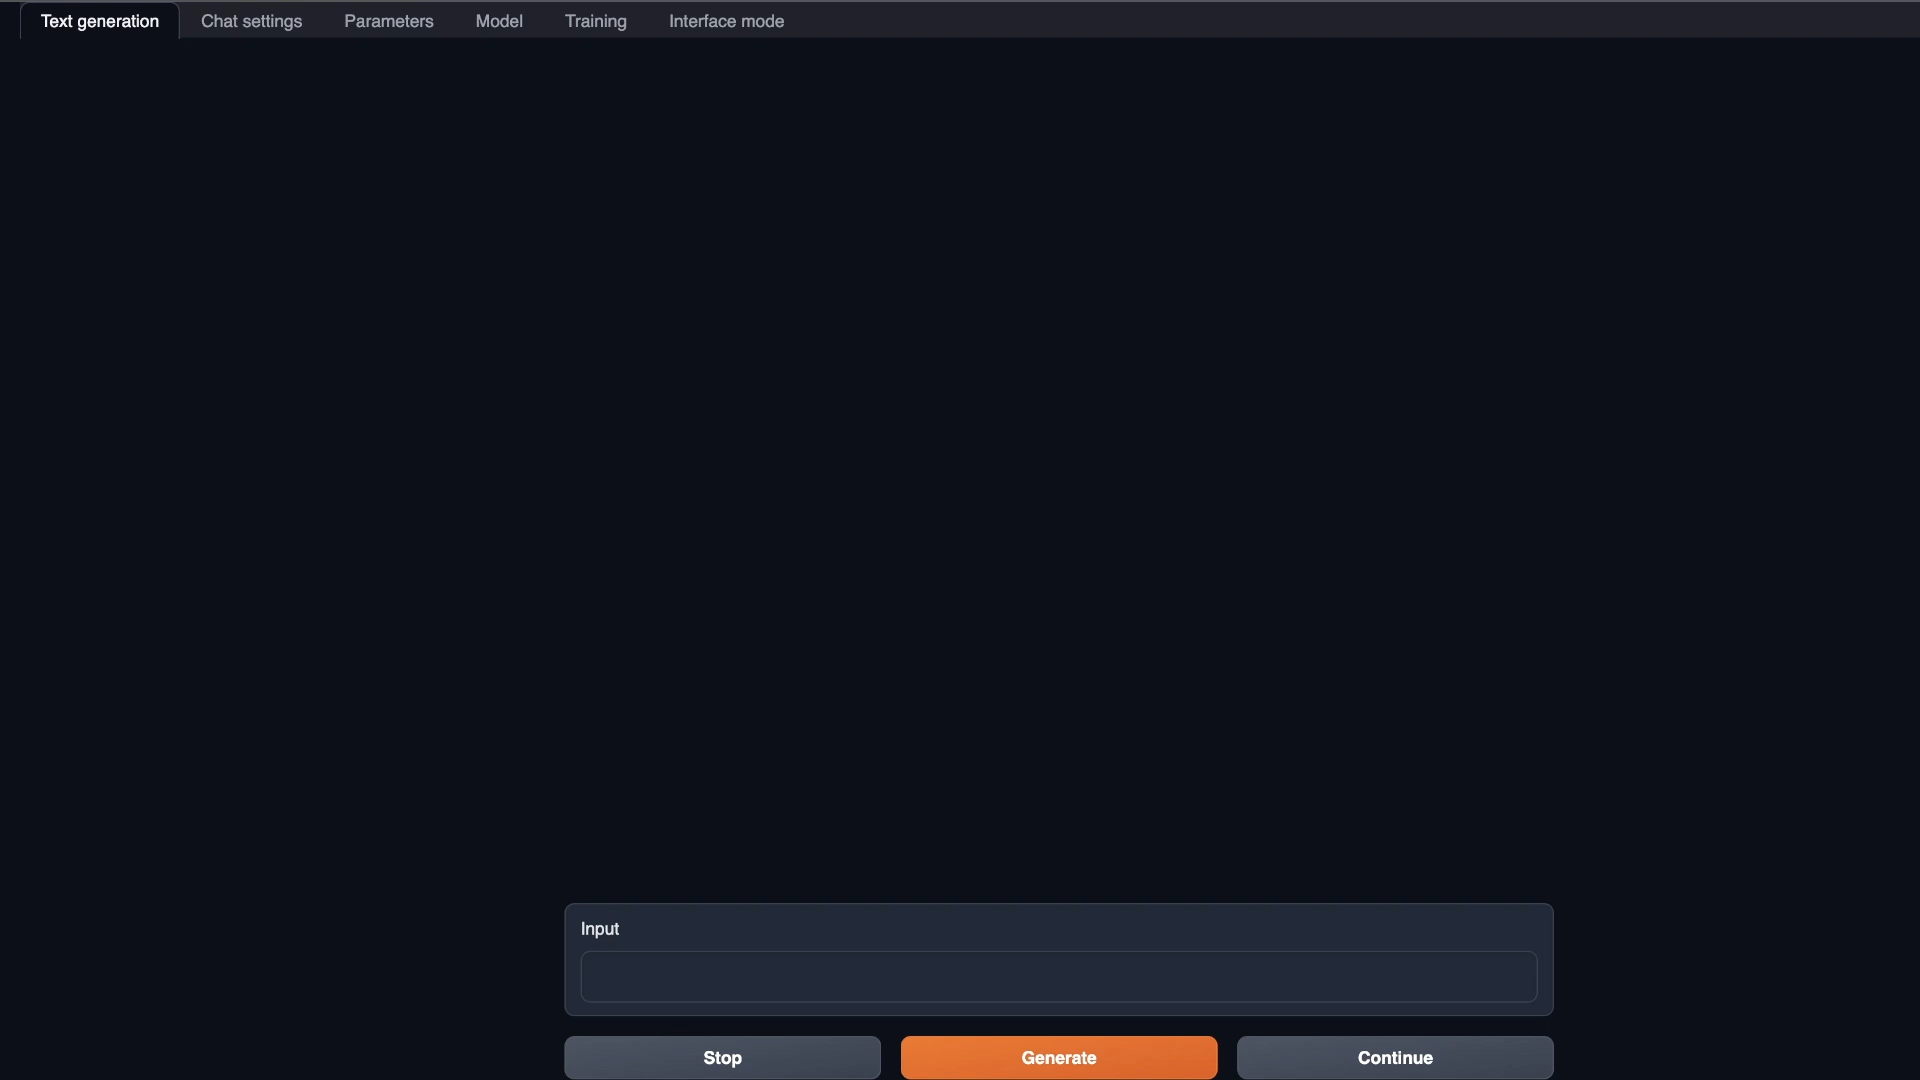 Text generation Chat settings Parameters Model Training Interface mode
Input
Stop Generate Continue